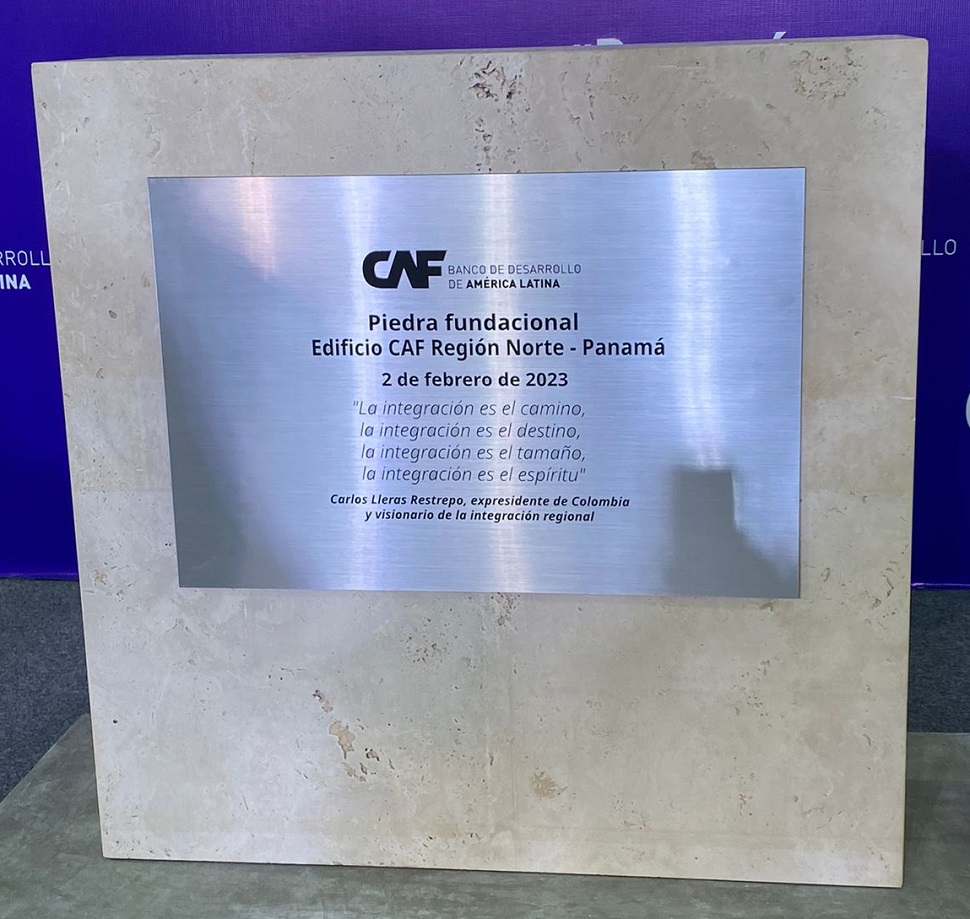 CAF BANCO DE DESARROLLO
DE AMÉRICA LATINA
Piedra fundacional
Edificio CAF Región Norte - Panamá
2 de febrero de 2023
"La integración es el camino,
la integración es el destino,
la integración es el tamaño,
la integración es el espíritu"
Carlos Lleras Restrepo, expresidente de Colombia
y visionario de la integración regional